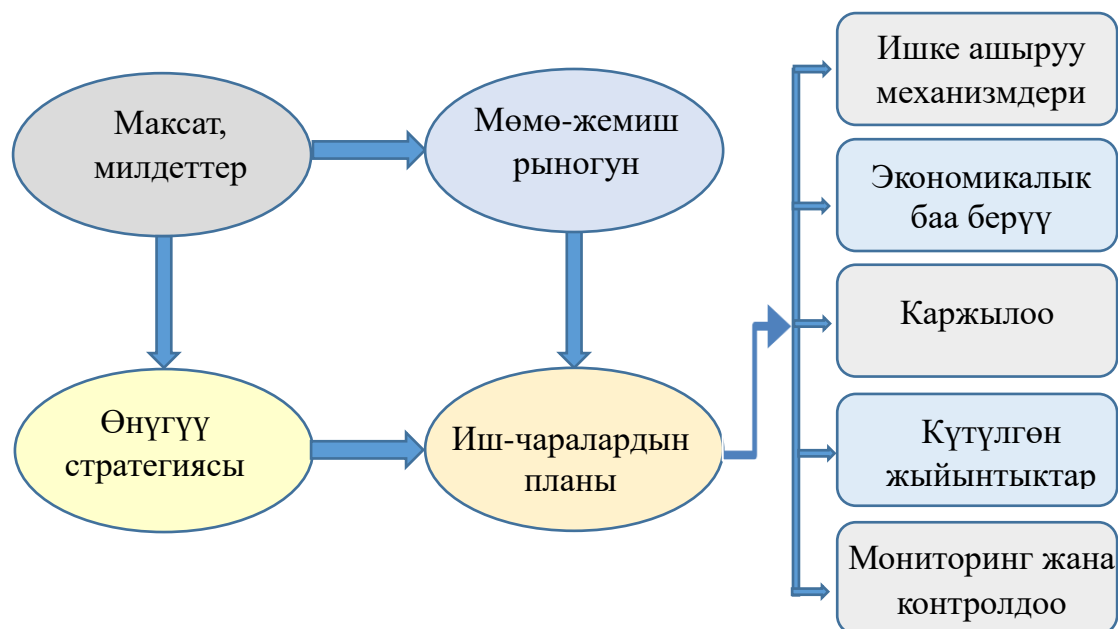 Максат,
милдеттер
Мөмө-жемиш
рыногун
Өнүгүү
стратегиясы
Иш-чаралардын
планы
Ишке ашыруу
механизмдери
Экономикалык
баа берүү
Каржылоо
Күтүлгөн
жыйынтыктар
Мониторинг жана
контролдоо